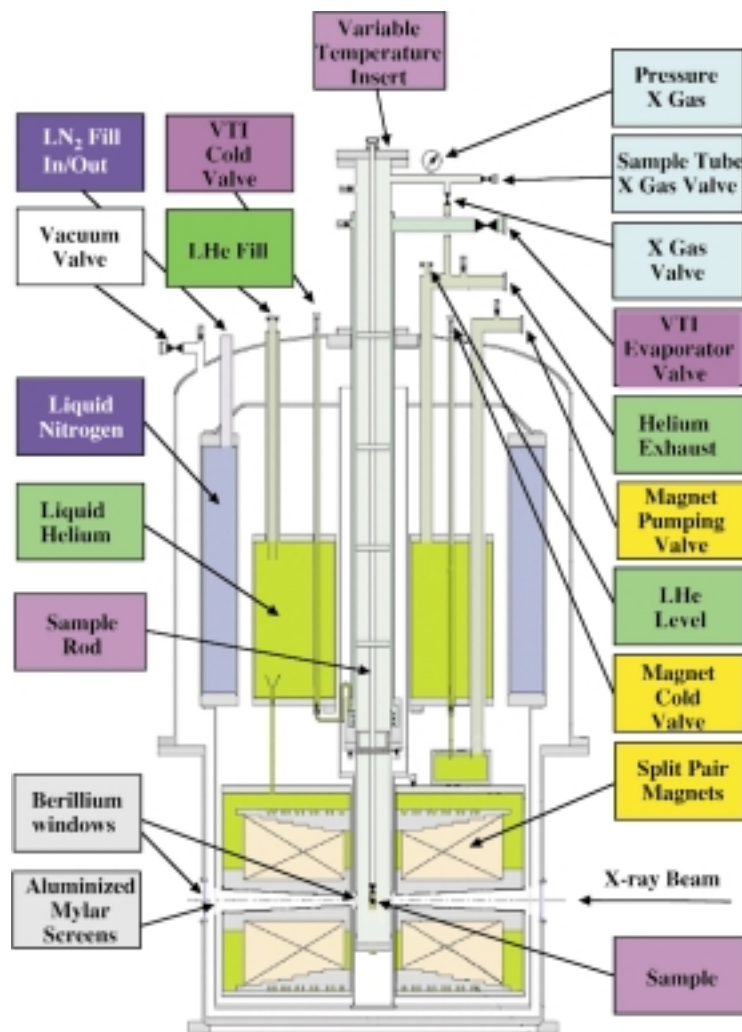 Variable
Temperature
Insert
Pressure
X Gas
LN2 Fill
In/Out
VTI
Cold
Valve
Sample Tube
X Gas Valve
Vacuum
Valve
LHe Fill
X Gas
Valve
VTI
Evaporator
Valve
Liquid
Nitrogen
Helium
Exhaust
Liquid
Helium
Magnet
Pumping
Valve
Sample
Rod
LHe
Level
Magnet
Cold
Valve
Split Pair
Magnets
Berillium
windows
X-ray Beam
Aluminized
Mylar
Screens
Sample